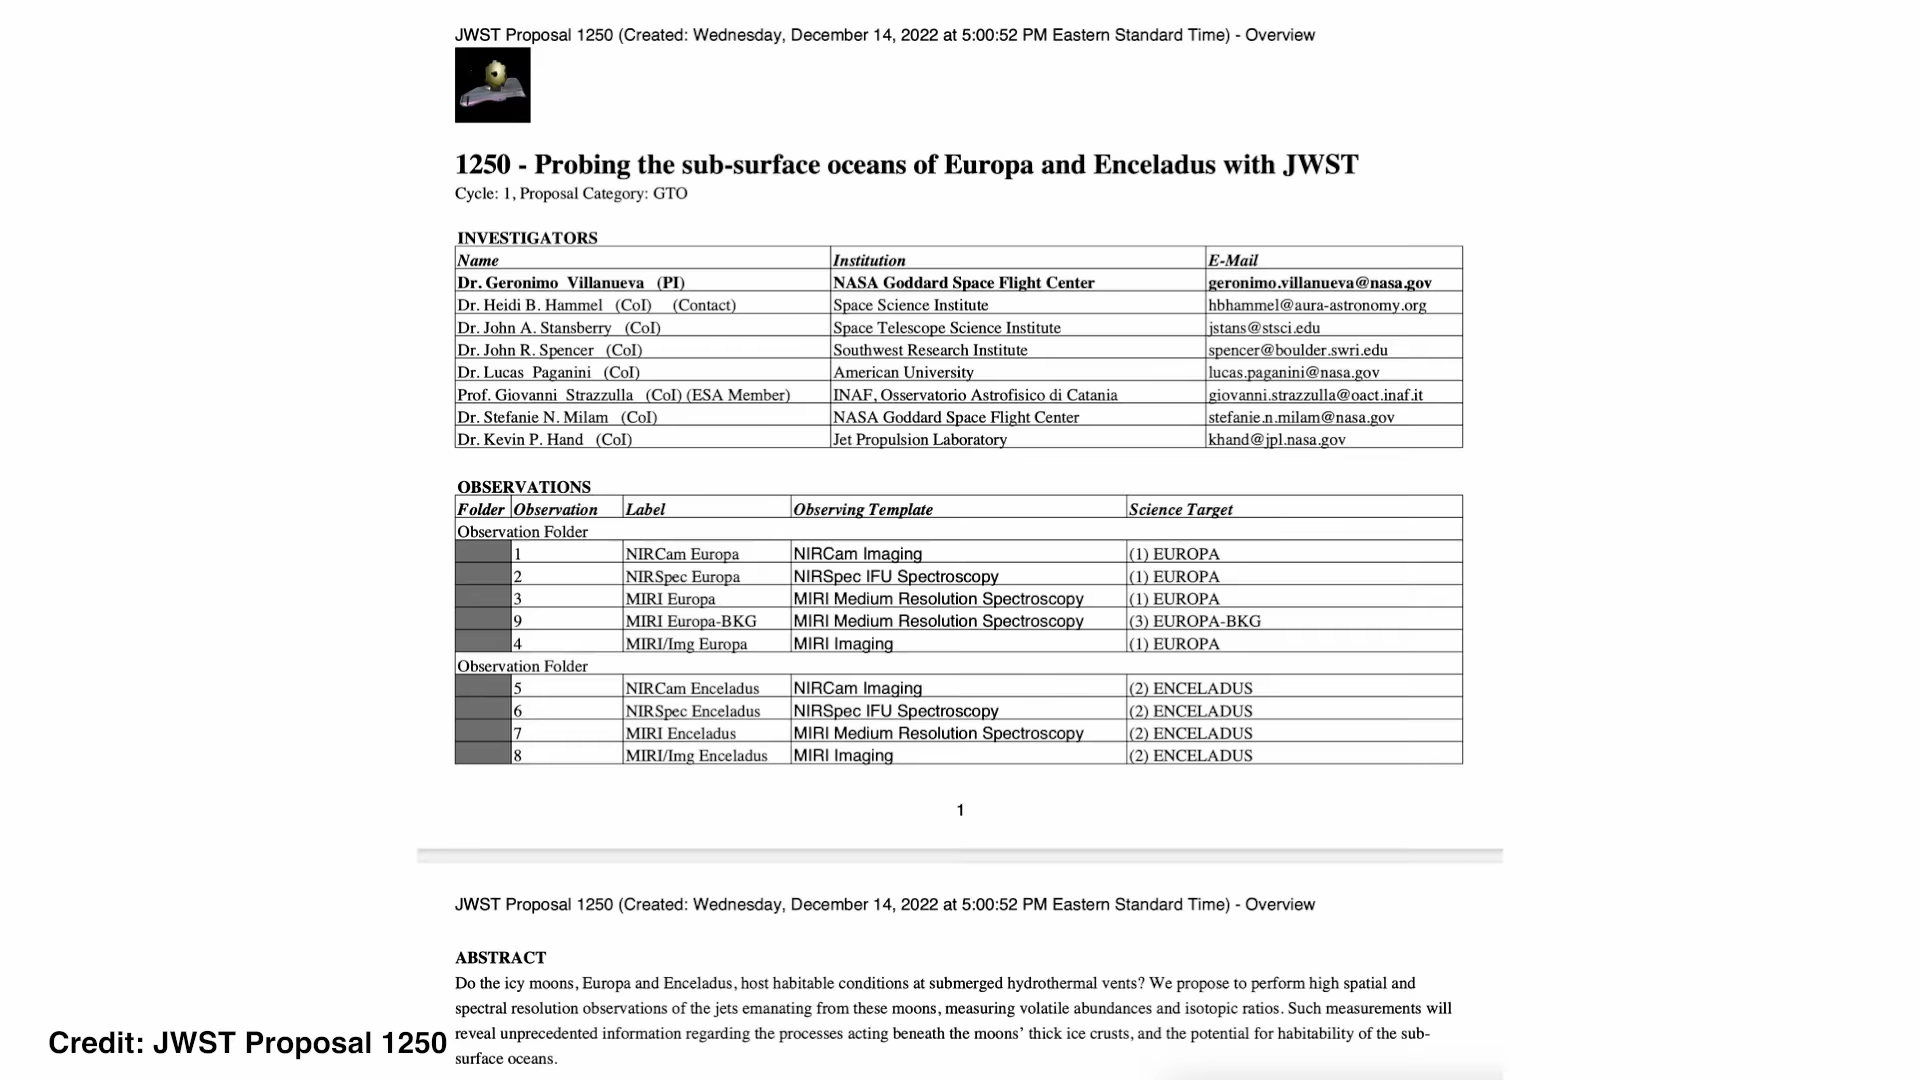 JWST Proposal 1250 (Created: Wednesday, December 14, 2022 at 5:00:52 PM Eastern Standard Time) - Overview
1250 - Probing the sub-surface oceans of Europa and Enceladus with JWST
Cycle: 1, Proposal Category: GTO
INVESTIGATORS
Name Institution E-Mail
Dr. Geronimo Villanueva (PI) NASA Goddard Space Flight Center geronimo.villanueva@nasa.gov
Dr. Heidi B. Hammel (CoI) (Contact) Space Science Institute hbhammel@aura-astronomy.org
Dr. John A. Stansberry (CoI) Space Telescope Science Institute jstans@stsci.edu
Dr. John R. Spencer (CoI) Southwest Research Institute spencer@boulder.swri.edu
Dr. Lucas Paganini (CoI) American University lucas.paganini@nasa.gov
Prof. Giovanni Strazzulla (CoI) (ESA Member) INAF, Osservatorio Astrofisico di Catania giovanni.strazzulla@oact.inaf.it
Dr. Stefanie N. Milam (CoI) NASA Goddard Space Flight Center stefanie.n.milam@nasa.gov
Dr. Kevin P. Hand (CoI) Jet Propulsion Laboratory khand@jpl.nasa.gov
OBSERVATIONS
Folder Observation Label Observing Template Science Target
Observation Folder
1 NIRCam Europa NIRCam Imaging (1) EUROPA
2 NIRSpec Europa NIRSpec IFU Spectroscopy (1) EUROPA
3 MIRI Europa MIRI Medium Resolution Spectroscopy (1) EUROPA
9 MIRI Europa-BKG MIRI Medium Resolution Spectroscopy (3) EUROPA-BKG
4 MIRI/Img Europa MIRI Imaging (1) EUROPA
Observation Folder
5 NIRCam Enceladus NIRCam Imaging (2) ENCELADUS
6 NIRSpec Enceladus NIRSpec IFU Spectroscopy (2) ENCELADUS
7 MIRI Enceladus MIRI Medium Resolution Spectroscopy (2) ENCELADUS
8 MIRI/Img Enceladus MIRI Imaging (2) ENCELADUS
1
JWST Proposal 1250 (Created: Wednesday, December 14, 2022 at 5:00:52 PM Eastern Standard Time) - Overview
ABSTRACT
Do the icy moons, Europa and Enceladus, host habitable conditions at submerged hydrothermal vents? We propose to perform high spatial and
spectral resolution observations of the jets emanating from these moons, measuring volatile abundances and isotopic ratios. Such measurements will
reveal unprecedented information regarding the processes acting beneath the moons' thick ice crusts, and the potential for habitability of the sub-
surface oceans.
Credit: JWST Proposal 1250